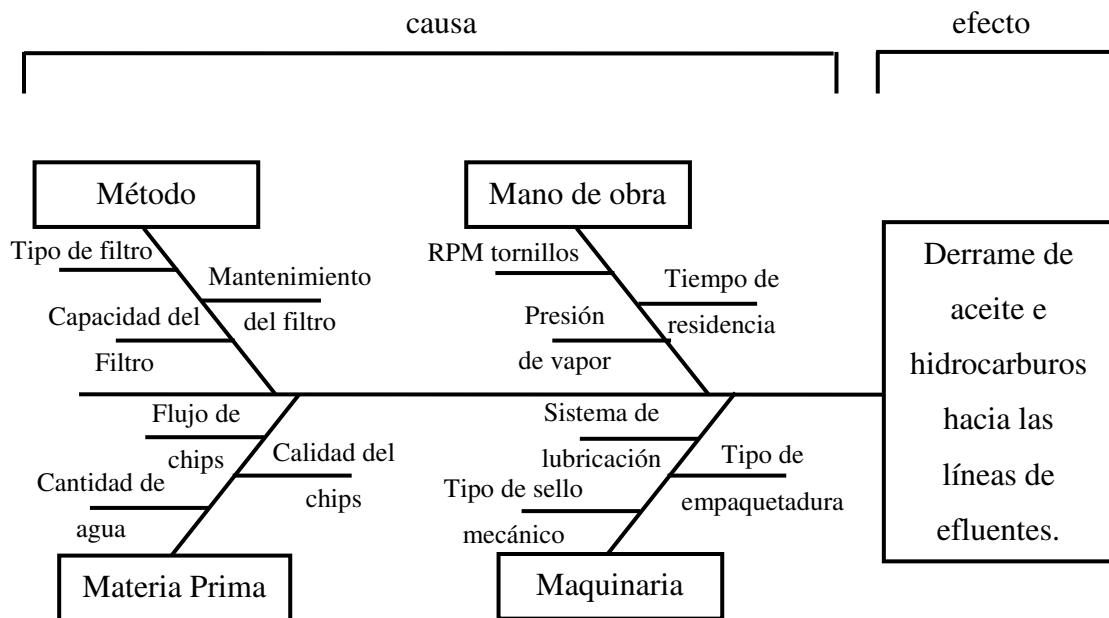 causa
efecto
Método
Mano de obra
Tipo de filtro
Mantenimiento
del filtro
Capacidad del
Filtro
RPM tornillos
Tiempo de
residencia
Presión
de vapor
Derrame de
aceite e
hidrocarburos
hacia las
líneas de
efluentes.
Flujo de
chips
Calidad del
chips
Cantidad de
agua
Sistema de
lubricación
Tipo de
empaquetadura
Tipo de sello
mecánico
Materia Prima
Maquinaria